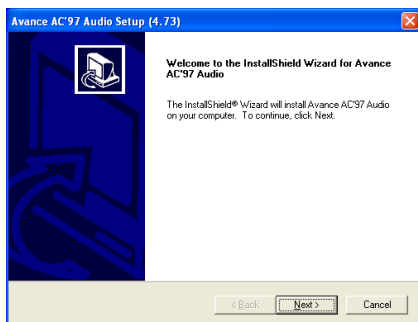 Avance AC'97 Audio Setup (4.73)
Welcome to the InstallShield Wizard for Avance
AC'97 Audio
The InstallShield® Wizard will install Avance AC'97 Audio
on your computer. To continue, click Next.
< Back Next > Cancel